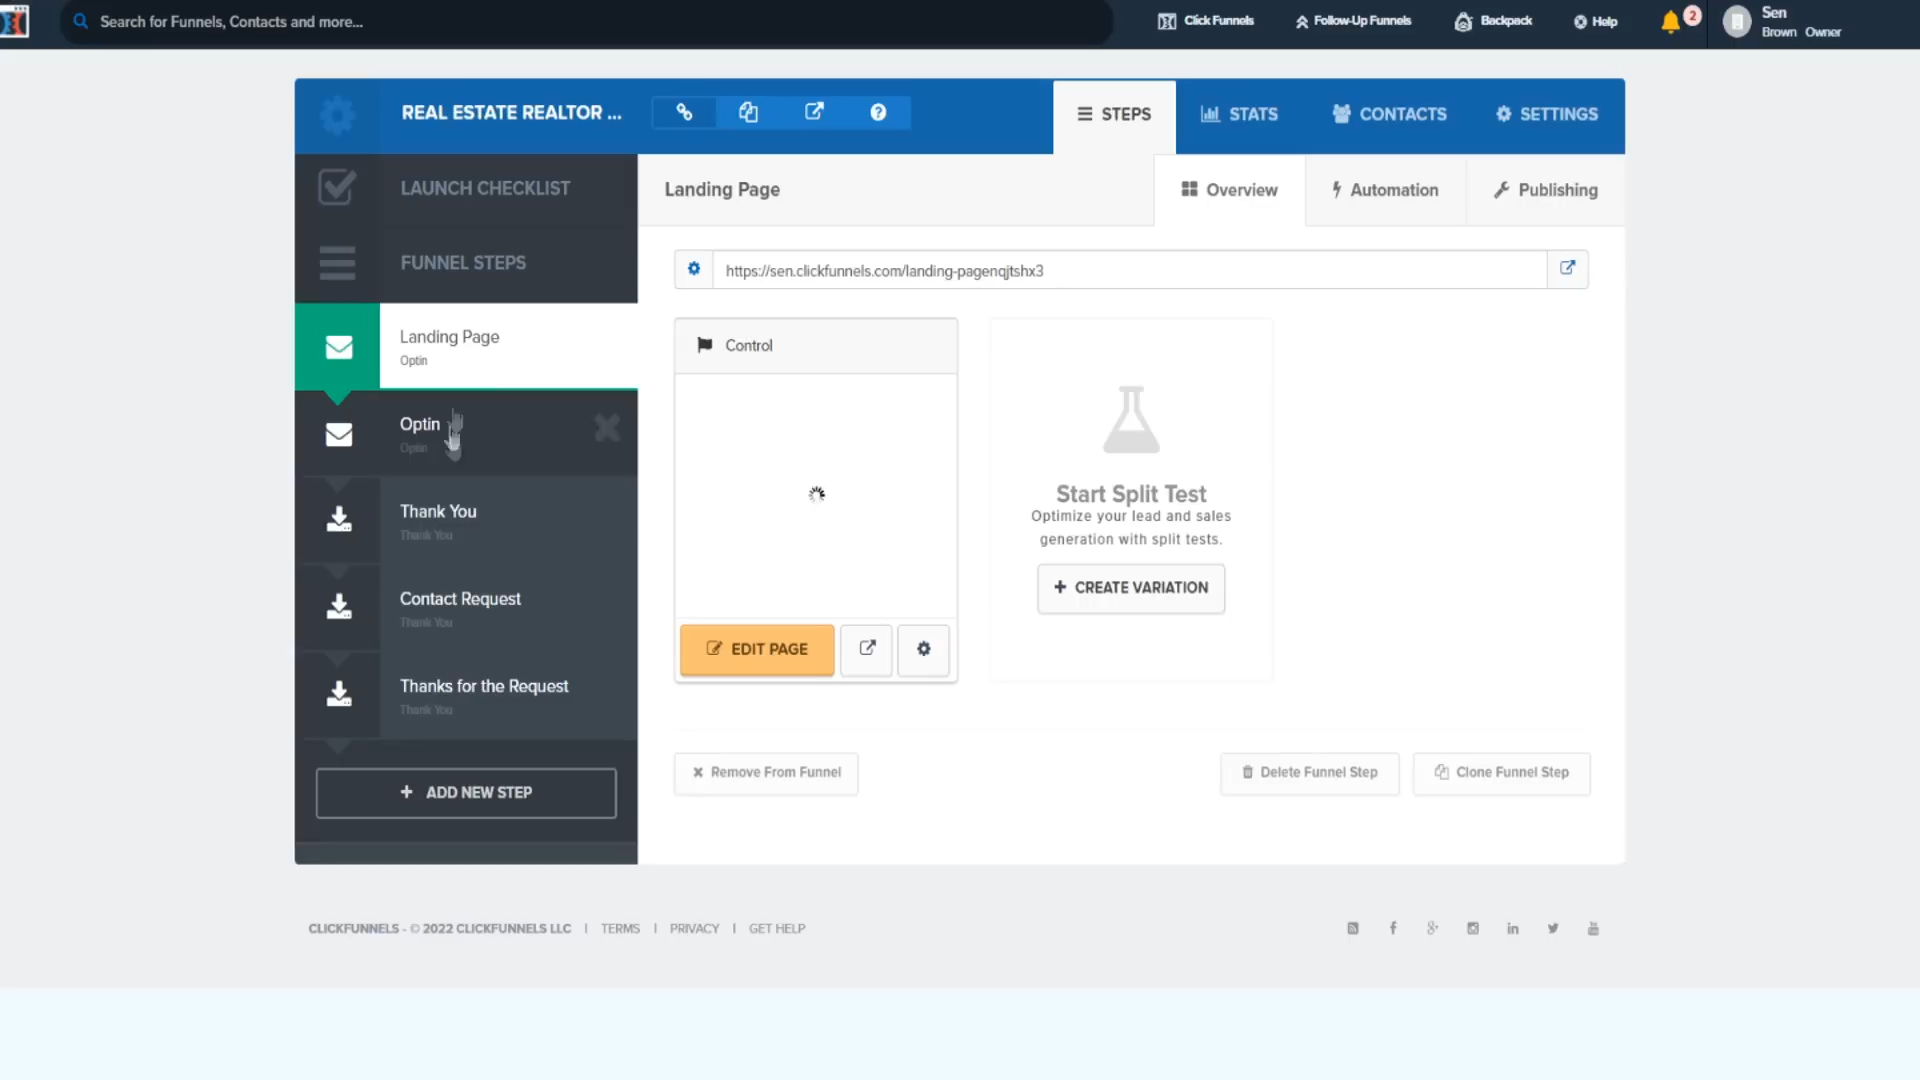 Search for Funnels, Contacts and more...
Click Funnels
Follow-Up Funnels
Backpack
Help
2
Sen
Brown Owner
REAL ESTATE REALTOR ...
STEPS
STATS
CONTACTS
SETTINGS
LAUNCH CHECKLIST
FUNNEL STEPS
Landing Page
Optin
Optin
Optin
Thank You
Thank You
Contact Request
Thank You
Thanks for the Request
Thank You
+ ADD NEW STEP
Landing Page
Overview
Automation
Publishing
https://sen.clickfunnels.com/landing-pagenqjtshx3
Control
EDIT PAGE
Start Split Test
Optimize your lead and sales
generation with split tests.
+ CREATE VARIATION
Remove From Funnel
Delete Funnel Step
Clone Funnel Step
CLICKFUNNELS - © 2022 CLICKFUNNELS LLC | TERMS | PRIVACY | GET HELP